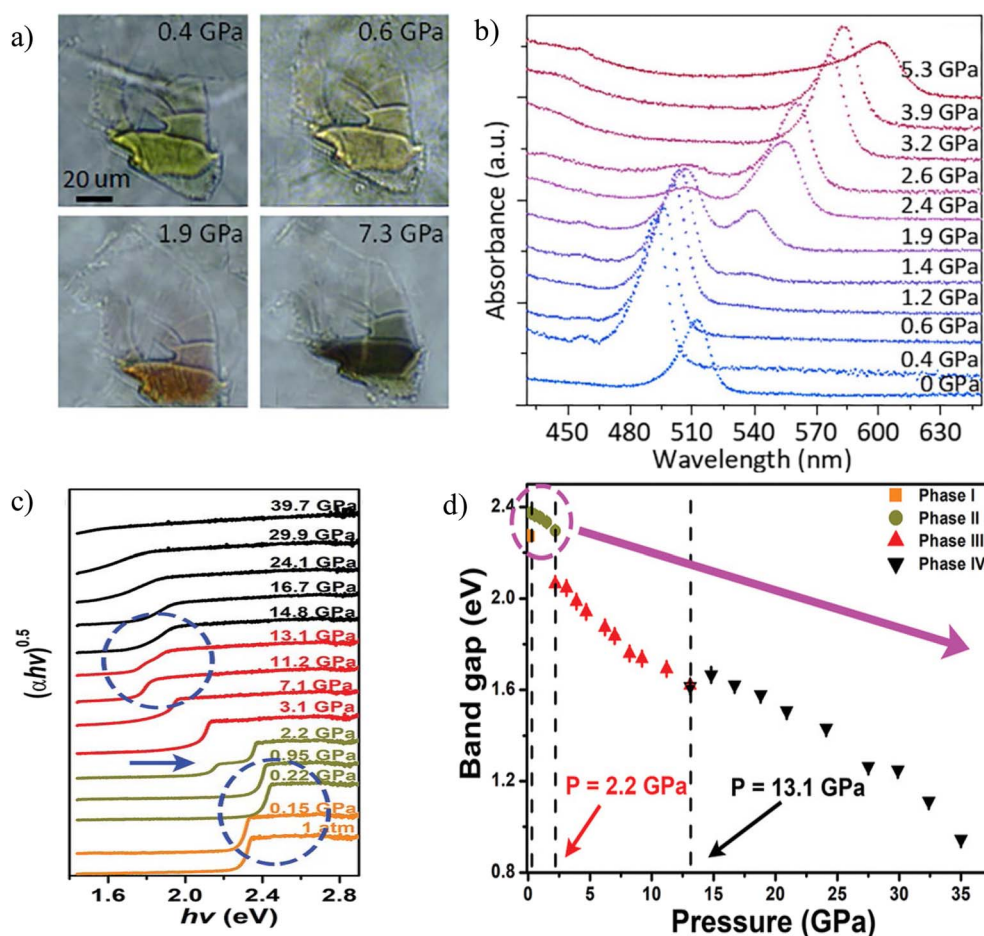 a)
0.4 GPa
0.6 GPa
20 um
1.9 GPa
7.3 GPa
b)
Absorbance (a.u.)
5.3 GPa
3.9 GPa
3.2 GPa
2.6 GPa
2.4 GPa
1.9 GPa
1.4 GPa
1.2 GPa
0.6 GPa
0.4 GPa
0 GPa
450 480 510 540 570 600 630
Wavelength (nm)
c)
(αhν)^0.5
39.7 GPa
29.9 GPa
24.1 GPa
16.7 GPa
14.8 GPa
13.1 GPa
11.2 GPa
7.1 GPa
3.1 GPa
2.2 GPa
0.95 GPa
0.22 GPa
0.15 GPa
1 atm
1.6 2.0 2.4 2.8
hν (eV)
d)
Band gap (eV)
2.4
2.0
1.6
1.2
0.8
Phase I
Phase II
Phase III
Phase IV
P = 2.2 GPa
P = 13.1 GPa
0 5 10 15 20 25 30 35
Pressure (GPa)